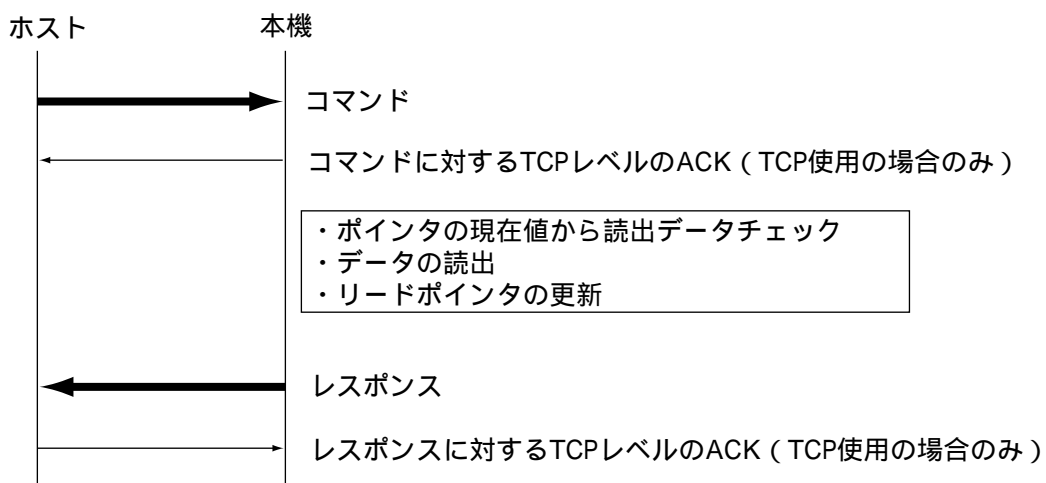 ホスト 本機
コマンド
コマンドに対するTCPレベルのACK(TCP使用の場合のみ)
・ポインタの現在値から読出データチェック
・データの読出
・リードポインタの更新
レスポンス
レスポンスに対するTCPレベルのACK(TCP使用の場合のみ)